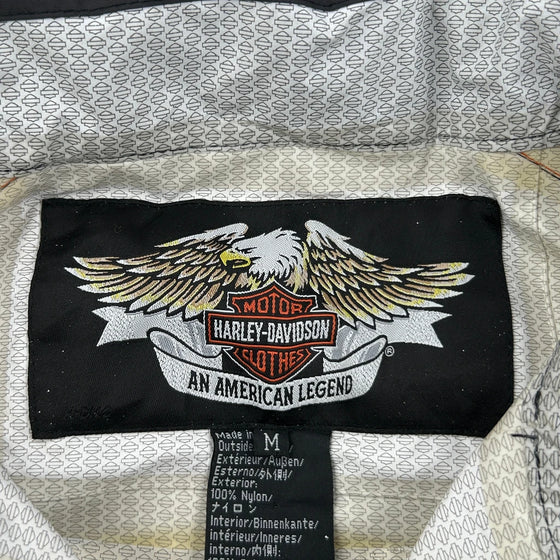 MOTOR
HARLEY-DAVIDSON
CLOTHES
®
AN AMERICAN LEGEND
M
Made in
Outside
Extérieur/Außen/
Esterno/外側/
Exterior:
100% Nylon/
ナイロン
Interior/Binnenkante/
Intérieur/Inneres/
interno/内側/